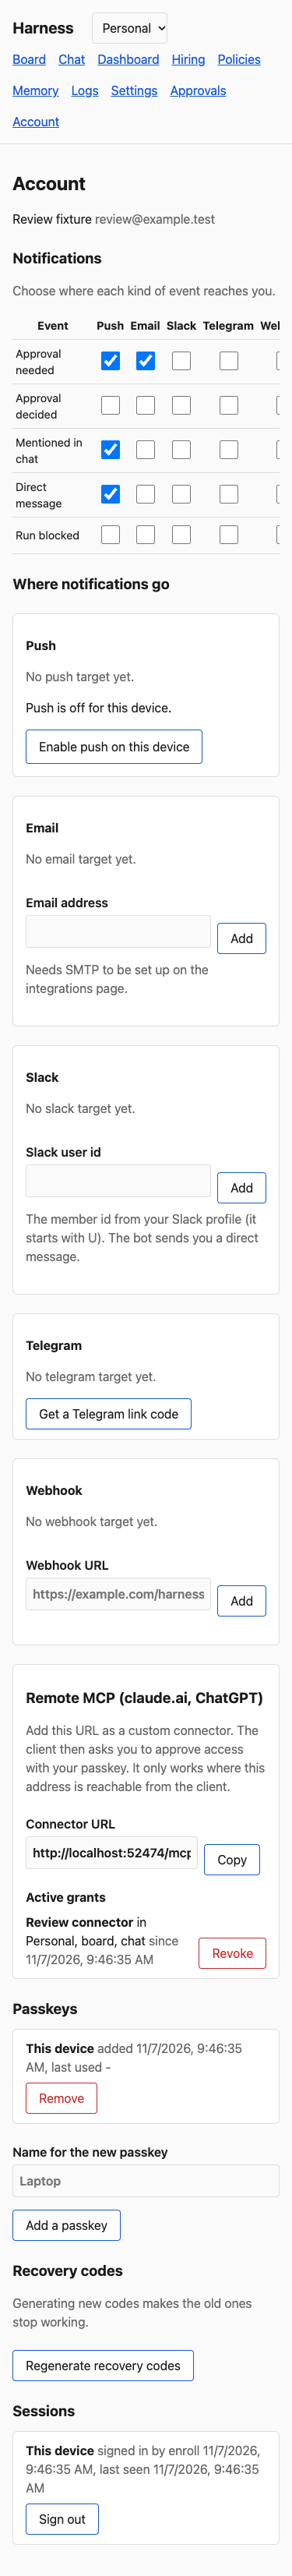 Harness Personal
Board Chat Dashboard Hiring Policies
Memory Logs Settings Approvals
Account
Account
Review fixture review@example.test
Notifications
Choose where each kind of event reaches you.
Event Push Email Slack Telegram
Approval
needed
Approval
decided
Mentioned in
chat
Direct
message
Run blocked
Where notifications go
Push
No push target yet.
Push is off for this device.
Enable push on this device
Email
No email target yet.
Email address
Add
Needs SMTP to be set up on the
integrations page.
Slack
No slack target yet.
Slack user id
Add
The member id from your Slack profile (it
starts with U). The bot sends you a direct
message.
Telegram
No telegram target yet.
Get a Telegram link code
Webhook
No webhook target yet.
Webhook URL
https://example.com/harness
Add
Remote MCP (claude.ai, ChatGPT)
Add this URL as a custom connector. The
client then asks you to approve access
with your passkey. It only works where this
address is reachable from the client.
Connector URL
http://localhost:52474/mcp
Copy
Active grants
Review connector in
Personal, board, chat since
11/7/2026, 9:46:35 AM
Revoke
Passkeys
This device added 11/7/2026, 9:46:35
AM, last used -
Remove
Name for the new passkey
Laptop
Add a passkey
Recovery codes
Generating new codes makes the old ones
stop working.
Regenerate recovery codes
Sessions
This device signed in by enroll 11/7/2026,
9:46:35 AM, last seen 11/7/2026, 9:46:35
AM
Sign out